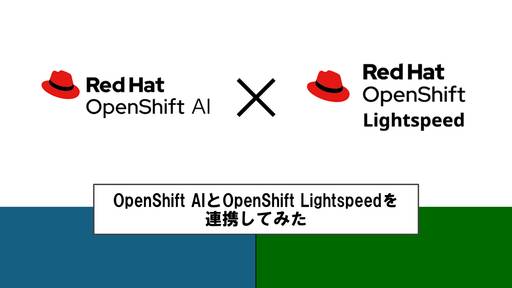 Red Hat
OpenShift AI
Red Hat
OpenShift
Lightspeed
OpenShift AIとOpenShift Lightspeedを
連携してみた